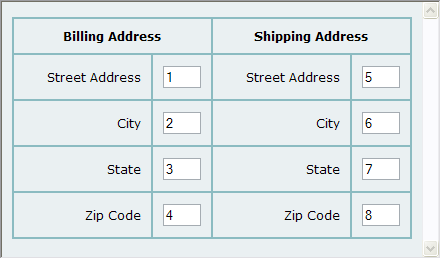 Billing Address Shipping Address
Street Address 1 Street Address 5
City 2 City 6
State 3 State 7
Zip Code 4 Zip Code 8